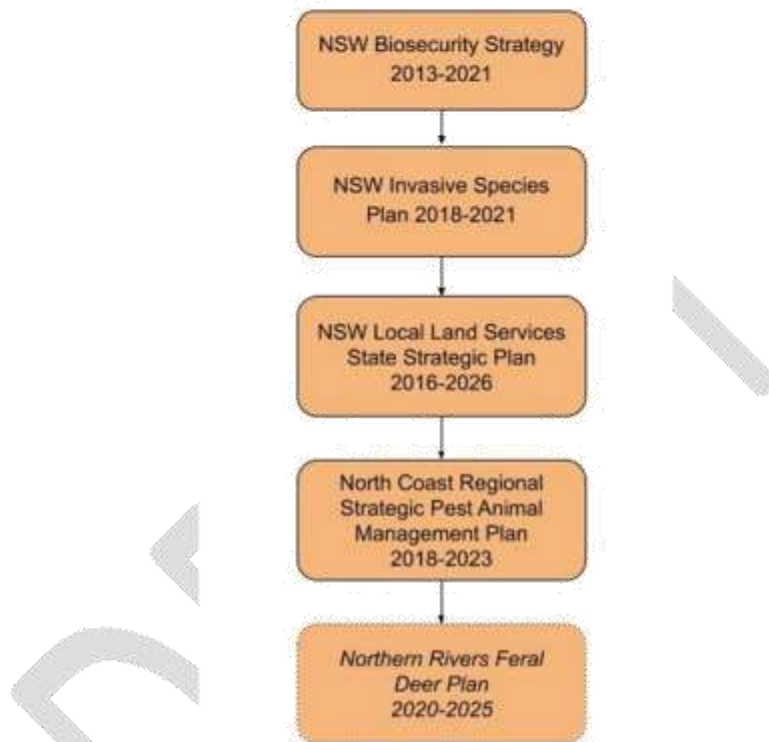 NSW Biosecurity Strategy
2013-2021
NSW Invasive Species
Plan 2018-2021
NSW Local Land Services
State Strategic Plan
2016-2026
North Coast Regional
Strategic Pest Animal
Management Plan
2018-2023
Northern Rivers Feral
Deer Plan
2020-2025